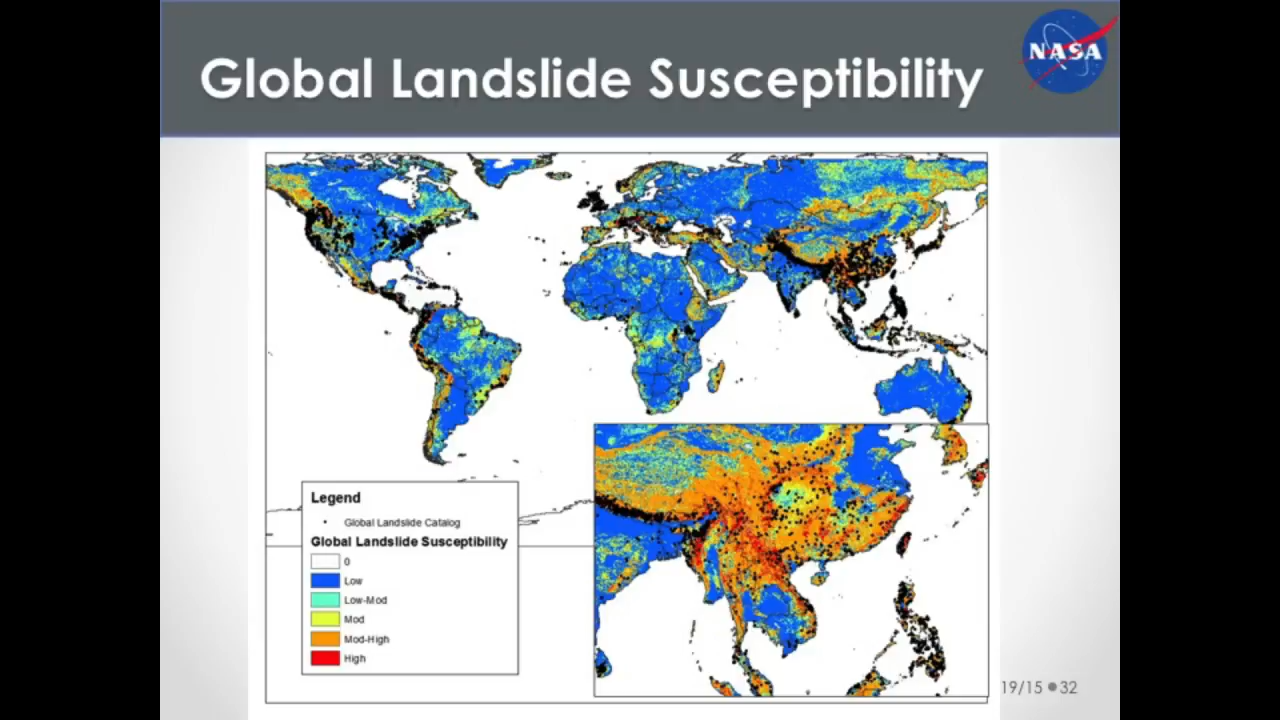 Global Landslide Susceptibility
NASA
Legend
Global Landslide Catalog
Global Landslide Susceptibility
0
Low
Low-Mod
Mod
Mod-High
High
19/15 ● 32